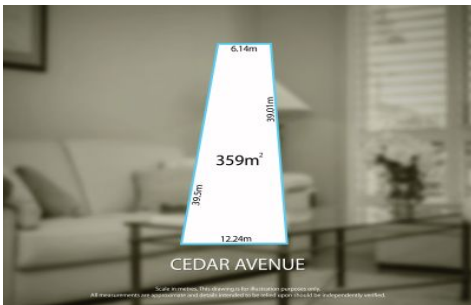 6.14m
39.01m
359m²
39.5m
12.24m
CEDAR AVENUE
Scale in metres. This drawing is for illustration purposes only.
All measurements are approximate and details intended to be relied upon should be independently verified.